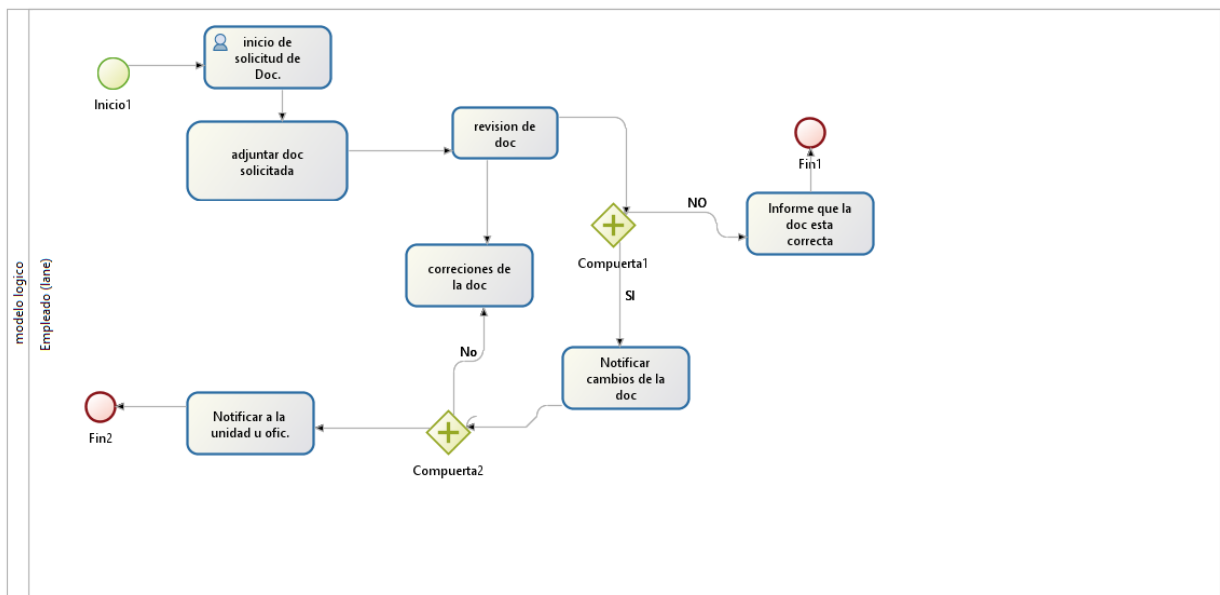 modelo logico
Empleado (lane)
Inicio1
inicio de
solicitud de
Doc.
adjuntar doc
solicitada
revision de
doc
Fin1
NO
Informe que la
doc esta
correcta
Compuerta1
SI
correciones de
la doc
No
Notificar
cambios de la
doc
Notificar a la
unidad u ofic.
Fin2
Compuerta2